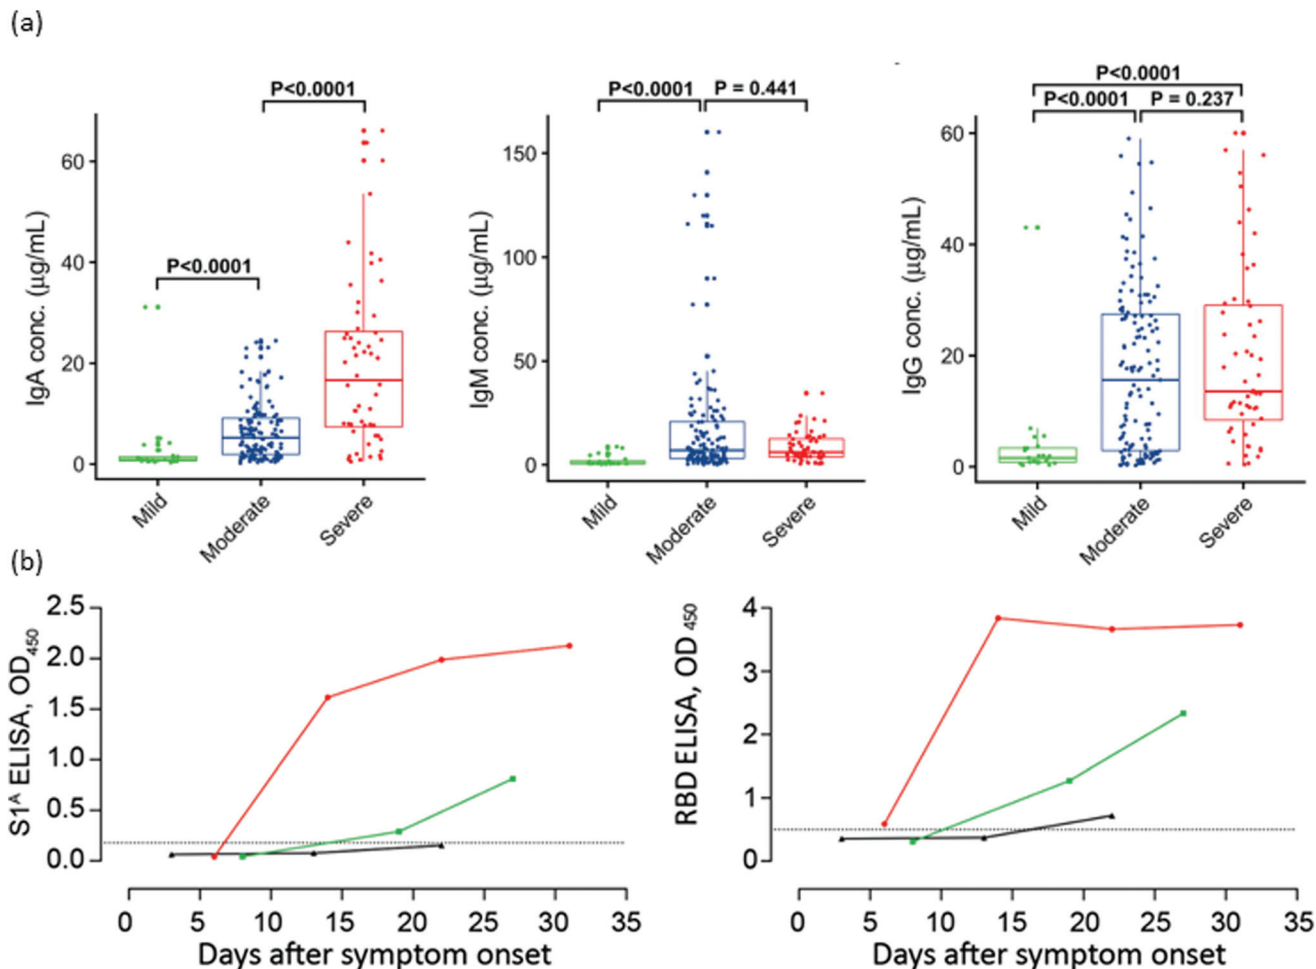 (a)
P<0.0001
P<0.0001
IgA conc. (µg/mL)
60
40
20
0
Mild
Moderate
Severe
P<0.0001
P = 0.441
IgM conc. (µg/mL)
150
100
50
0
Mild
Moderate
Severe
P<0.0001
P<0.0001
P = 0.237
IgG conc. (µg/mL)
60
40
20
0
Mild
Moderate
Severe
(b)
S1ᴬ ELISA, OD₄₅₀
2.5
2.0
1.5
1.0
0.5
0.0
0 5 10 15 20 25 30 35
Days after symptom onset
RBD ELISA, OD ₄₅₀
4
3
2
1
0
0 5 10 15 20 25 30 35
Days after symptom onset